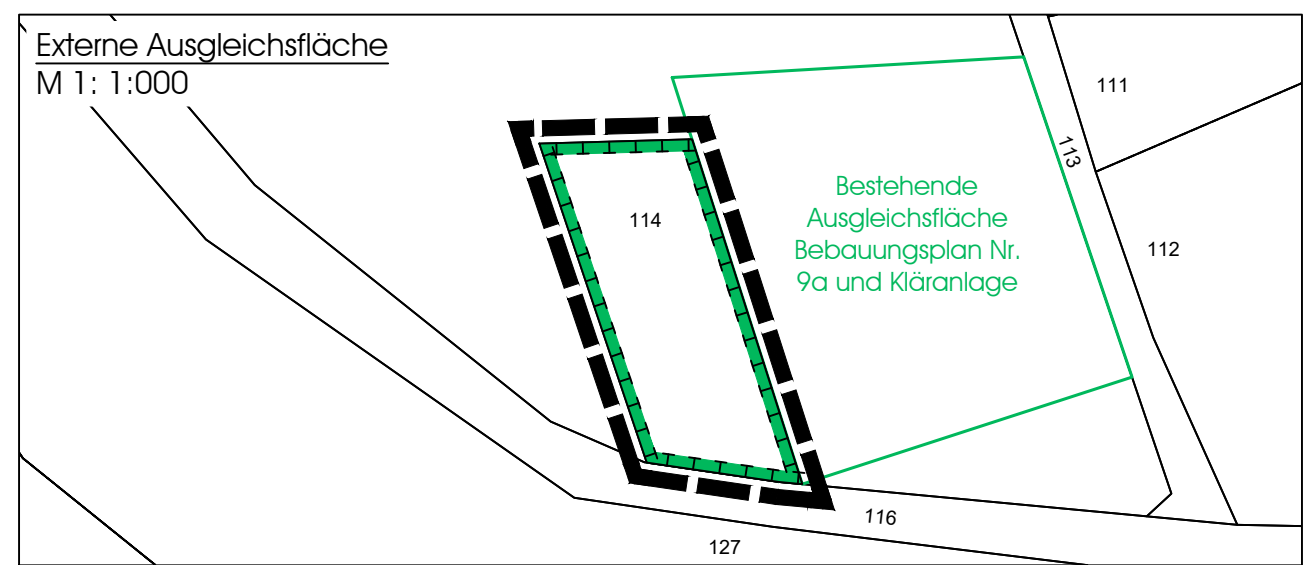 Externe Ausgleichsfläche
M 1: 1:000
111
113
114
Bestehende
Ausgleichsfläche
Bebauungsplan Nr.
9a und Kläranlage
112
116
127